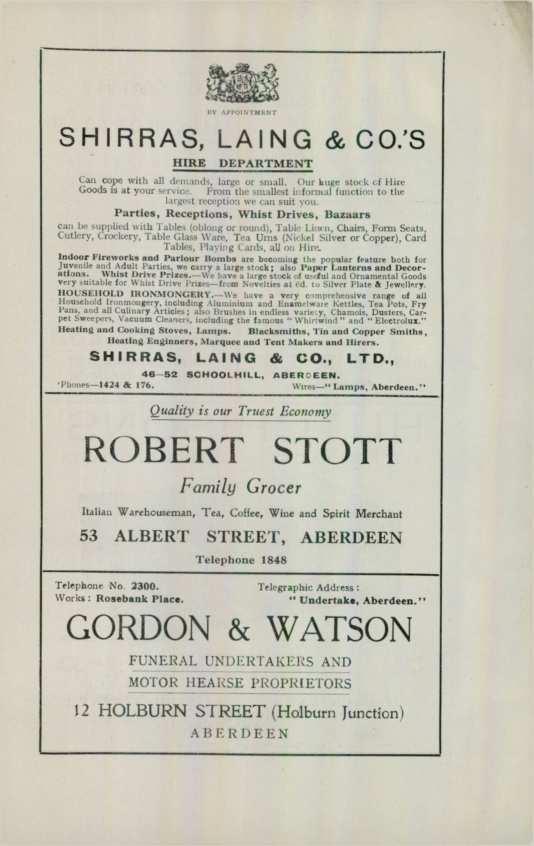 BY APPOINTMENT
SHIRRAS, LAING & CO.'S
HIRE DEPARTMENT
Can cope with all demands, large or small. Our huge stock of Hire
Goods is at your service. From the smallest informal function to the
largest reception we can suit you.
Parties, Receptions, Whist Drives, Bazaars
can be supplied with Tables (oblong or round), Table Linen, Chairs, Form Seats,
Cutlery, Crockery, Table Glass Ware, Tea Urns (Nickel Silver or Copper), Card
Tables, Playing Cards, all on Hire.
Indoor Fireworks and Parlour Bombs are becoming the popular feature both for
Juvenile and Adult Parties, we carry a large stock; also Paper Lanterns and Decor-
ations. Whist Drive Prizes.—We have a large stock of useful and Ornamental Goods
very suitable for Whist Drive Prizes—from Novelties at 6d. to Silver Plate & Jewellery.
HOUSEHOLD IRONMONGERY.—We have a very comprehensive range of all
Household Ironmongery, including Aluminium and Enamelware Kettles, Tea Pots, Fry
Pans, and all Culinary Articles; also Brushes in endless variety, Chamois, Dusters, Car-
pet Sweepers, Vacuum Cleaners, including the famous "Whirlwind" and "Electrolux."
Heating and Cooking Stoves, Lamps. Blacksmiths, Tin and Copper Smiths,
Heating Enginners, Marquee and Tent Makers and Hirers.
SHIRRAS, LAING & CO., LTD.,
46—52 SCHOOLHILL, ABERDEEN.
'Phones—1424 & 176. Wires—"Lamps, Aberdeen."
Quality is our Truest Economy
ROBERT STOTT
Family Grocer
Italian Warehouseman, Tea, Coffee, Wine and Spirit Merchant
53 ALBERT STREET, ABERDEEN
Telephone 1848
Telephone No. 2300. Telegraphic Address:
Works: Rosebank Place. "Undertake, Aberdeen."
GORDON & WATSON
FUNERAL UNDERTAKERS AND
MOTOR HEARSE PROPRIETORS
12 HOLBURN STREET (Holburn Junction)
ABERDEEN